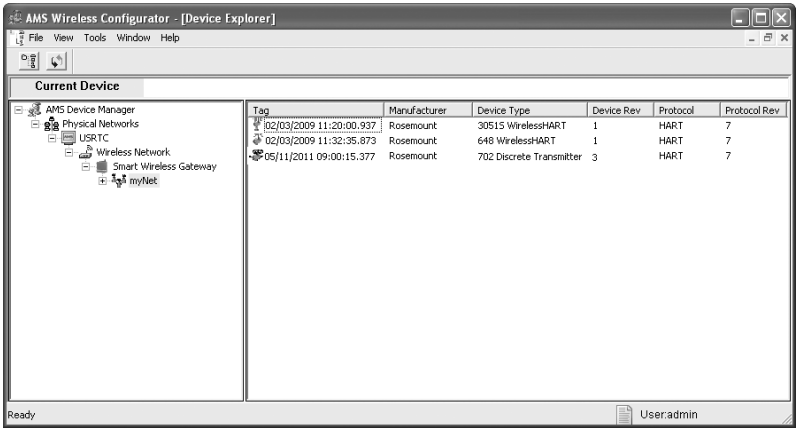 AMS Wireless Configurator - [Device Explorer]
File View Tools Window Help
Current Device
AMS Device Manager
Physical Networks
USRTC
Wireless Network
Smart Wireless Gateway
myNet
Tag Manufacturer Device Type Device Rev Protocol Protocol Rev
02/03/2009 11:20:00.937 Rosemount 3051S WirelessHART 1 HART 7
02/03/2009 11:32:35.873 Rosemount 648 WirelessHART 1 HART 7
05/11/2011 09:00:15.377 Rosemount 702 Discrete Transmitter 3 HART 7
Ready User:admin